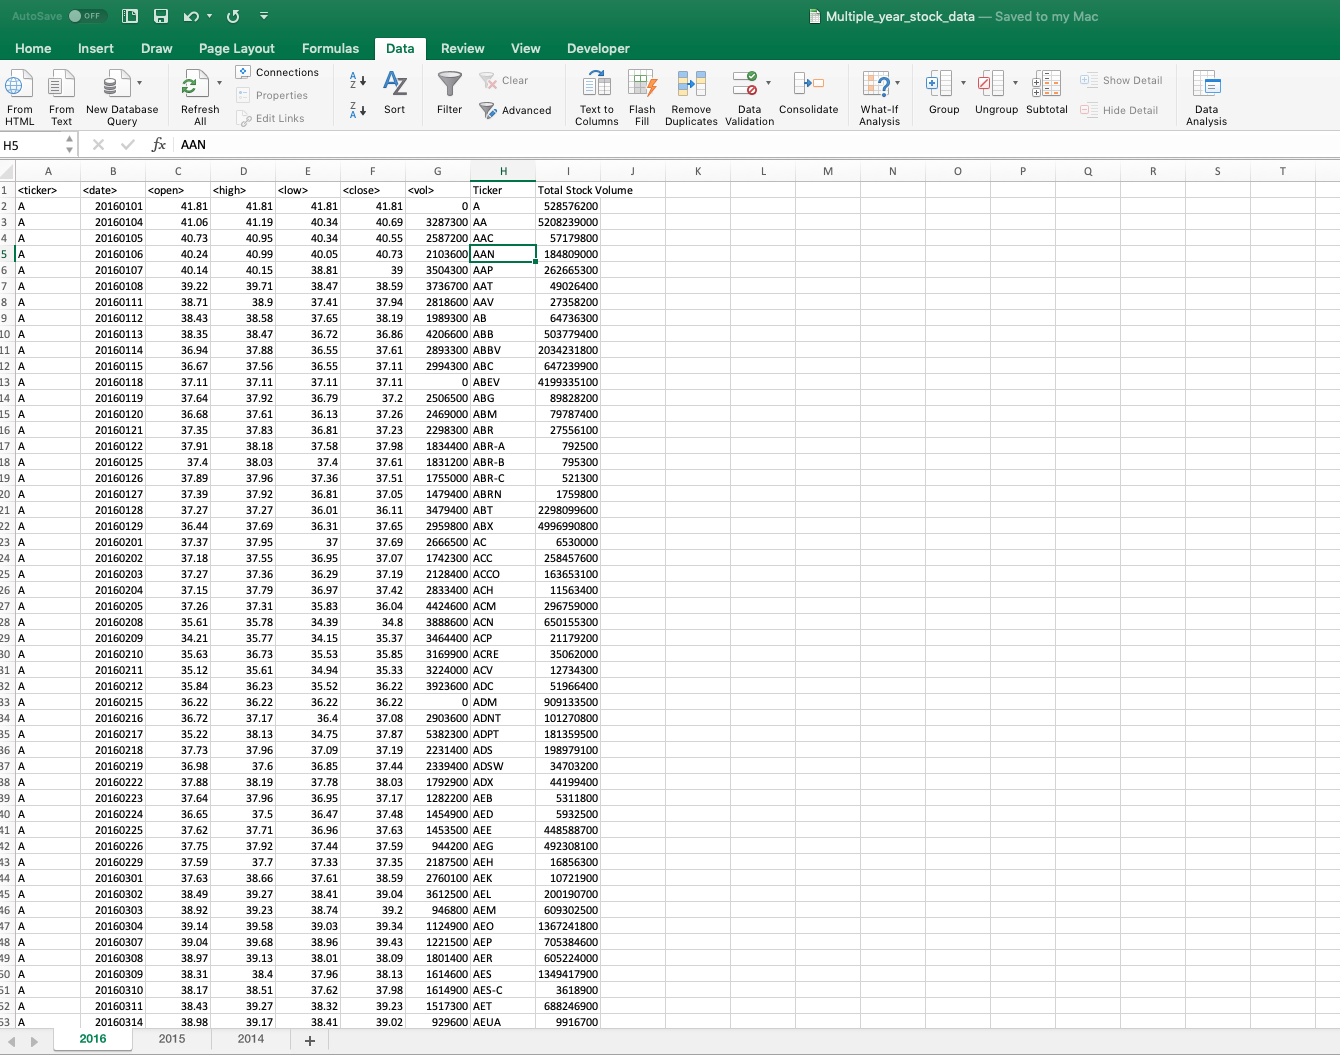 AutoSave OFF Multiple_year_stock_data — Saved to my Mac
Home Insert Draw Page Layout Formulas Data Review View Developer
From HTML From Text New Database Query Refresh All Connections Properties Edit Links A Z Z A A Z Sort Filter Clear Advanced Text to Columns Flash Fill Remove Duplicates Data Validation Consolidate What-If Analysis Group Ungroup Subtotal Show Detail Hide Detail Data Analysis
H5 fx AAN
A B C D E F G H I J K L M N O P Q R S T
1 <ticker> <date> <open> <high> <low> <close> <vol> Ticker Total Stock Volume
2 A 20160101 41.81 41.81 41.81 41.81 0 A 528576200
3 A 20160104 41.06 41.19 40.34 40.69 3287300 AA 5208239000
4 A 20160105 40.73 40.95 40.34 40.55 2587200 AAC 57179800
5 A 20160106 40.24 40.99 40.05 40.73 2103600 AAN 184809000
6 A 20160107 40.14 40.15 38.81 39 3504300 AAP 262665300
7 A 20160108 39.22 39.71 38.47 38.59 3736700 AAT 49026400
8 A 20160111 38.71 38.9 37.41 37.94 2818600 AAV 27358200
9 A 20160112 38.43 38.58 37.65 38.19 1989300 AB 64736300
10 A 20160113 38.35 38.47 36.72 36.86 4206600 ABB 503779400
11 A 20160114 36.94 37.88 36.55 37.61 2893300 ABBV 2034231800
12 A 20160115 36.67 37.56 36.55 37.11 2994300 ABC 647239900
13 A 20160118 37.11 37.11 37.11 37.11 0 ABEV 4199335100
14 A 20160119 37.64 37.92 36.79 37.2 2506500 ABG 89828200
15 A 20160120 36.68 37.61 36.13 37.26 2469000 ABM 79787400
16 A 20160121 37.35 37.83 36.81 37.23 2298300 ABR 27556100
17 A 20160122 37.91 38.18 37.58 37.98 1834400 ABR-A 792500
18 A 20160125 37.4 38.03 37.4 37.61 1831200 ABR-B 795300
19 A 20160126 37.89 37.96 37.36 37.51 1755000 ABR-C 521300
20 A 20160127 37.39 37.92 36.81 37.05 1479400 ABRN 1759800
21 A 20160128 37.27 37.27 36.01 36.11 3479400 ABT 2298099600
22 A 20160129 36.44 37.69 36.31 37.65 2959800 ABX 4996990800
23 A 20160201 37.37 37.95 37 37.69 2666500 AC 6530000
24 A 20160202 37.18 37.55 36.95 37.07 1742300 ACC 258457600
25 A 20160203 37.27 37.36 36.29 37.19 2128400 ACCO 163653100
26 A 20160204 37.15 37.79 36.97 37.42 2833400 ACH 11563400
27 A 20160205 37.26 37.31 35.83 36.04 4424600 ACM 296759000
28 A 20160208 35.61 35.78 34.39 34.8 3888600 ACN 650155300
29 A 20160209 34.21 35.77 34.15 35.37 3464400 ACP 21179200
30 A 20160210 35.63 36.73 35.53 35.85 3169900 ACRE 35062000
31 A 20160211 35.12 35.61 34.94 35.33 3224000 ACV 12734300
32 A 20160212 35.84 36.23 35.52 36.22 3923600 ADC 51966400
33 A 20160215 36.22 36.22 36.22 36.22 0 ADM 909133500
34 A 20160216 36.72 37.17 36.4 37.08 2903600 ADNT 101270800
35 A 20160217 35.22 38.13 34.75 37.87 5382300 ADPT 181359500
36 A 20160218 37.73 37.96 37.09 37.19 2231400 ADS 198979100
37 A 20160219 36.98 37.6 36.85 37.44 2339400 ADSW 34703200
38 A 20160222 37.88 38.19 37.78 38.03 1792900 ADX 44199400
39 A 20160223 37.64 37.96 36.95 37.17 1282200 AEB 5311800
40 A 20160224 36.65 37.5 36.47 37.48 1454900 AED 5932500
41 A 20160225 37.62 37.71 36.96 37.63 1453500 AEE 448588700
42 A 20160226 37.75 37.92 37.44 37.59 944200 AEG 492308100
43 A 20160229 37.59 37.7 37.33 37.35 2187500 AEH 16856300
44 A 20160301 37.63 38.66 37.61 38.59 2760100 AEK 10721900
45 A 20160302 38.49 39.27 38.41 39.04 3612500 AEL 200190700
46 A 20160303 38.92 39.23 38.74 39.2 946800 AEM 609302500
47 A 20160304 39.14 39.58 39.03 39.34 1124900 AEO 1367241800
48 A 20160307 39.04 39.68 38.96 39.43 1221500 AEP 705384600
49 A 20160308 38.97 39.13 38.01 38.09 1801400 AER 605224000
50 A 20160309 38.31 38.4 37.96 38.13 1614600 AES 1349417900
51 A 20160310 38.17 38.51 37.62 37.98 1614900 AES-C 3618900
52 A 20160311 38.43 39.27 38.32 39.23 1517300 AET 688246900
53 A 20160314 38.98 39.17 38.41 39.02 929600 AEUA 9916700
2016 2015 2014 +